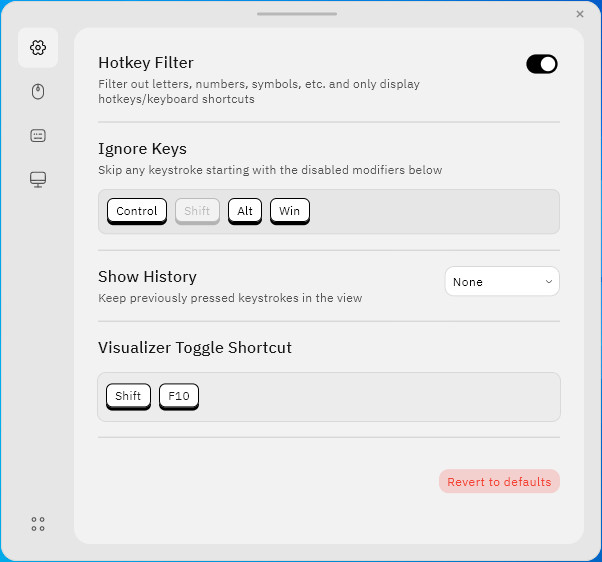 Hotkey Filter
Filter out letters, numbers, symbols, etc. and only display
hotkeys/keyboard shortcuts
Ignore Keys
Skip any keystroke starting with the disabled modifiers below
Control Shift Alt Win
Show History
None
Keep previously pressed keystrokes in the view
Visualizer Toggle Shortcut
Shift F10
Revert to defaults